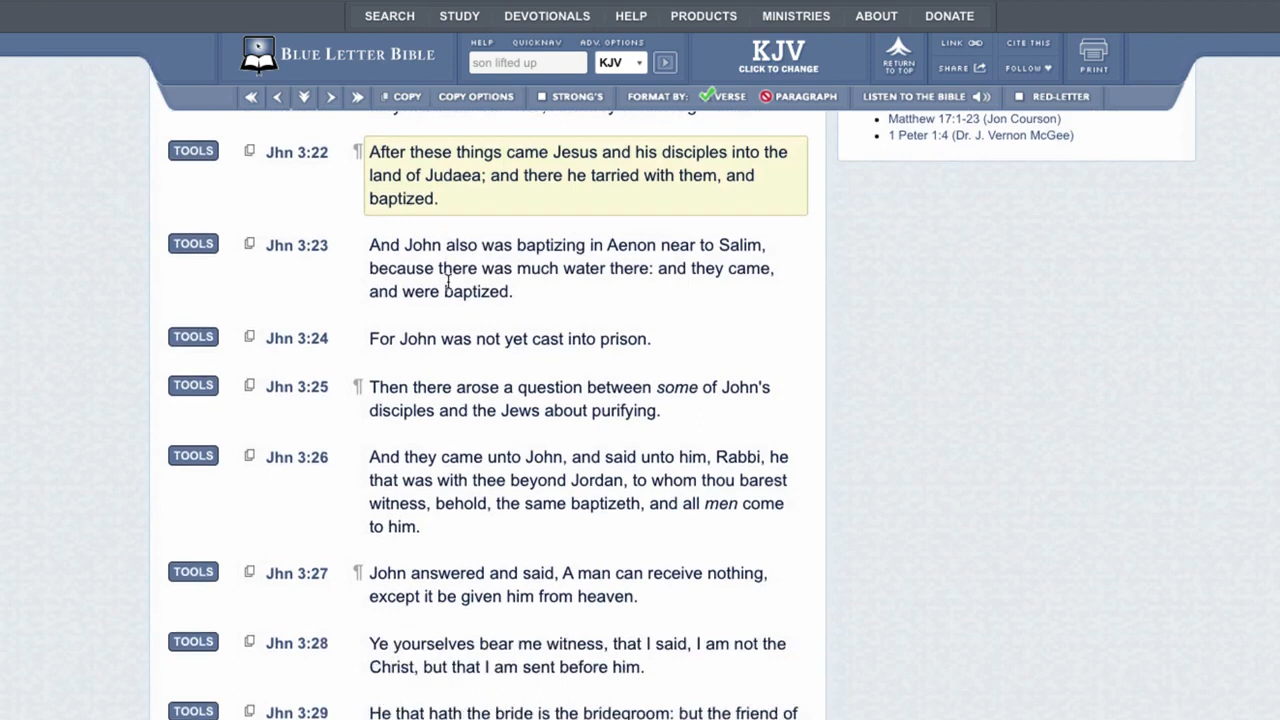 SEARCH STUDY DEVOTIONALS HELP PRODUCTS MINISTRIES ABOUT DONATE
BLUE LETTER BIBLE
HELP QUICKNAV ADV. OPTIONS
son lifted up KJV
KJV
CLICK TO CHANGE
RETURN TO TOP
LINK CITE THIS
SHARE FOLLOW
PRINT
COPY COPY OPTIONS STRONG'S FORMAT BY: VERSE PARAGRAPH LISTEN TO THE BIBLE RED-LETTER
Matthew 17:1-23 (Jon Courson)
1 Peter 1:4 (Dr. J. Vernon McGee)
TOOLS Jhn 3:22 ¶ After these things came Jesus and his disciples into the
land of Judaea; and there he tarried with them, and
baptized.
TOOLS Jhn 3:23 And John also was baptizing in Aenon near to Salim,
because there was much water there: and they came,
and were baptized.
TOOLS Jhn 3:24 For John was not yet cast into prison.
TOOLS Jhn 3:25 ¶ Then there arose a question between some of John's
disciples and the Jews about purifying.
TOOLS Jhn 3:26 And they came unto John, and said unto him, Rabbi, he
that was with thee beyond Jordan, to whom thou barest
witness, behold, the same baptizeth, and all men come
to him.
TOOLS Jhn 3:27 ¶ John answered and said, A man can receive nothing,
except it be given him from heaven.
TOOLS Jhn 3:28 Ye yourselves bear me witness, that I said, I am not the
Christ, but that I am sent before him.
TOOLS Jhn 3:29 He that hath the bride is the bridegroom: but the friend of